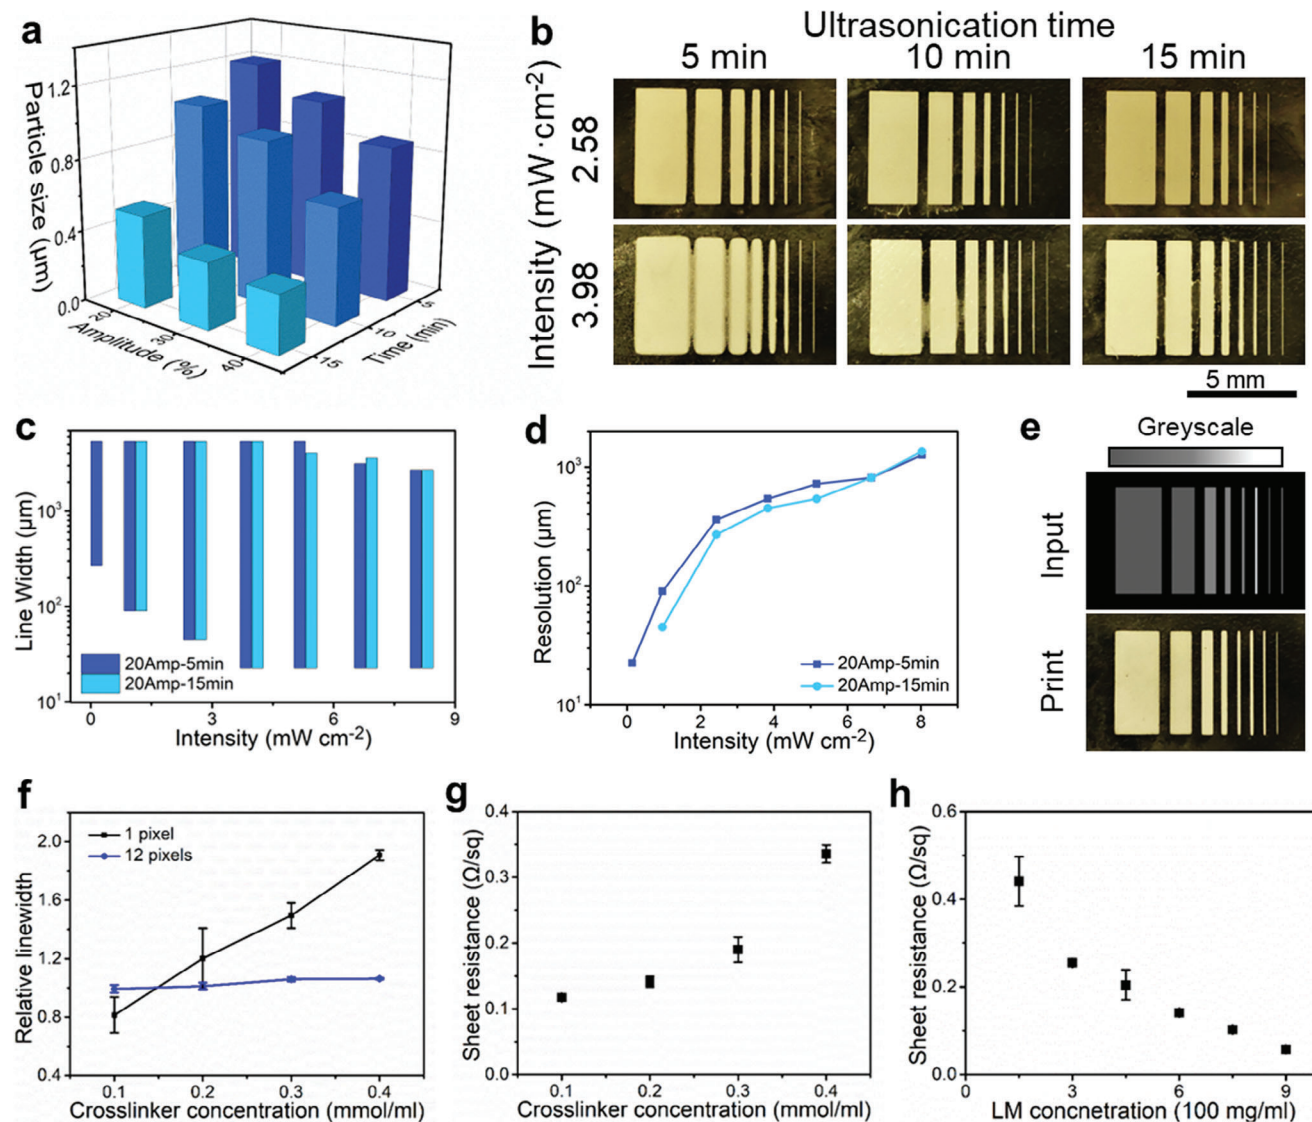 a
Particle size (μm)
1.2
0.8
0.4
0.0
20
30
40
Amplitude (%)
5
10
15
Time (min)
b
Ultrasonication time
5 min
10 min
15 min
Intensity (mW·cm-2)
2.58
3.98
5 mm
c
Line Width (μm)
10³
10²
10¹
20Amp-5min
20Amp-15min
0
3
6
9
Intensity (mW cm-2)
d
Resolution (μm)
10³
10²
10¹
20Amp-5min
20Amp-15min
0
2
4
6
8
Intensity (mW cm-2)
e
Greyscale
Input
Print
f
Relative linewidth
2.0
1.6
1.2
0.8
0.4
1 pixel
12 pixels
0.1
0.2
0.3
0.4
Crosslinker concentration (mmol/ml)
g
Sheet resistance (Ω/sq)
0.4
0.3
0.2
0.1
0.0
0.1
0.2
0.3
0.4
Crosslinker concentration (mmol/ml)
h
Sheet resistance (Ω/sq)
0.6
0.4
0.2
0.0
0
3
6
9
LM concnetration (100 mg/ml)